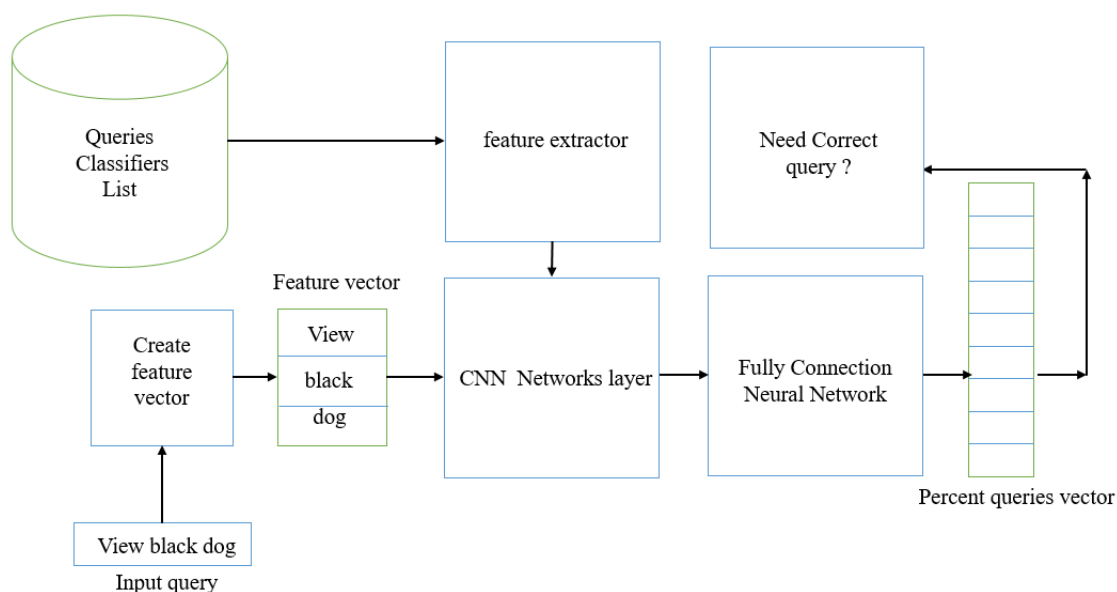 Queries
Classifiers
List
feature extractor
Need Correct
query ?
Feature vector
Create
feature
vector
View
black
dog
CNN Networks layer
Fully Connection
Neural Network
Percent queries vector
View black dog
Input query